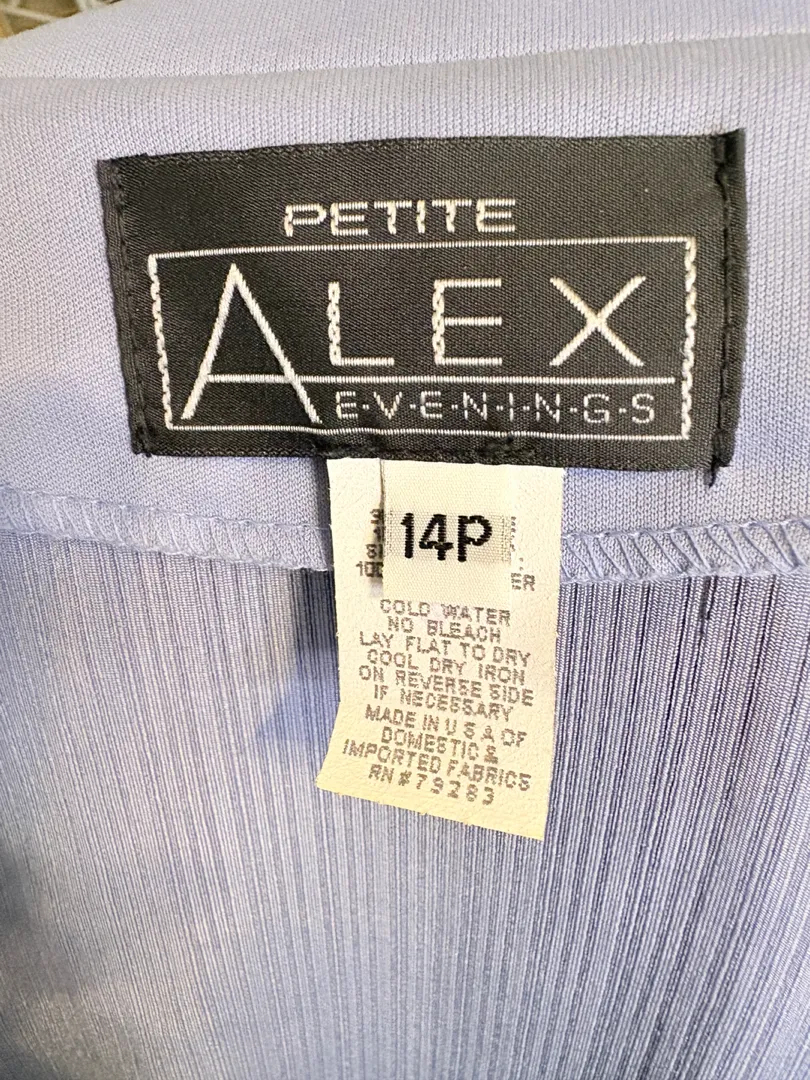 PETITE
ALEX
E·V·E·N·I·N·G·S
14P
COLD WATER
NO BLEACH
LAY FLAT TO DRY
COOL DRY IRON
ON REVERSE SIDE
IF NECESSARY
MADE IN U S A OF
DOMESTIC &
IMPORTED FABRICS
RN # 79283